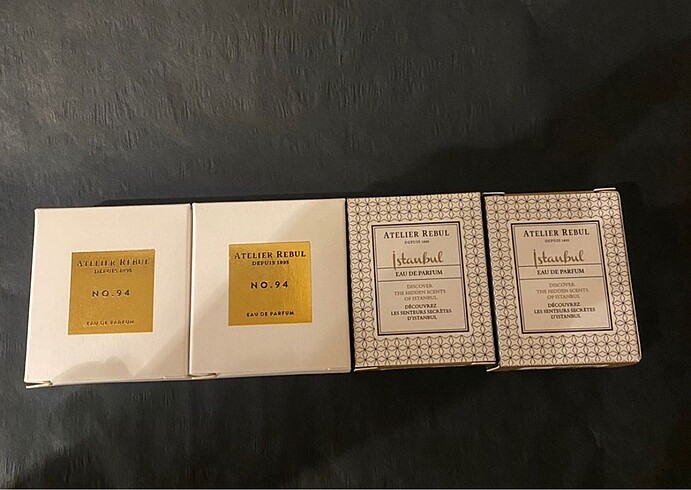 ATELIER REBUL
DEPUIS 1895
NO.94
EAU DE PARFUM
ATELIER REBUL
DEPUIS 1895
NO.94
EAU DE PARFUM
ATELIER REBUL
DEPUIS 1895
İstanbul
EAU DE PARFUM
DISCOVER
THE HIDDEN SCENTS
OF ISTANBUL
DÉCOUVREZ
LES SENTEURS SECRÈTES
D'ISTANBUL
ATELIER REBUL
DEPUIS 1895
İstanbul
EAU DE PARFUM
DISCOVER
THE HIDDEN SCENTS
OF ISTANBUL
DÉCOUVREZ
LES SENTEURS SECRÈTES
D'ISTANBUL